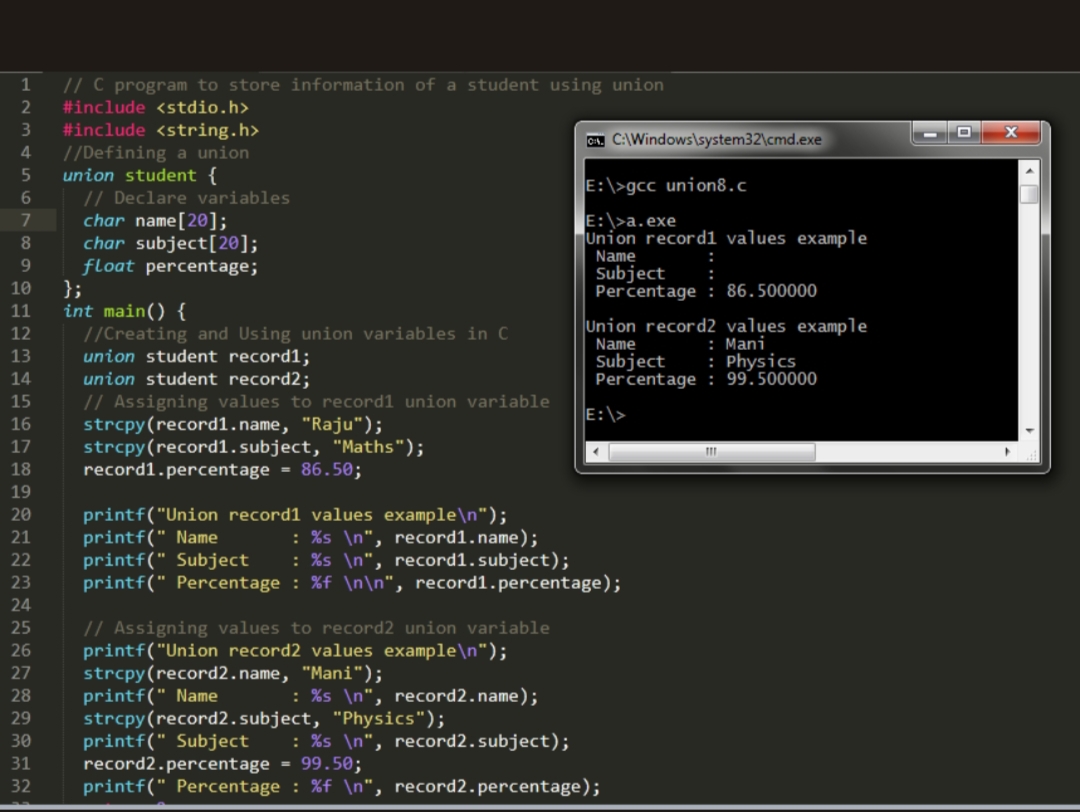 1 // C program to store information of a student using union
2 #include <stdio.h>
3 #include <string.h>
4 //Defining a union
5 union student {
6 // Declare variables
7 char name[20];
8 char subject[20];
9 float percentage;
10 };
11 int main() {
12 //Creating and Using union variables in C
13 union student record1;
14 union student record2;
15 // Assigning values to record1 union variable
16 strcpy(record1.name, "Raju");
17 strcpy(record1.subject, "Maths");
18 record1.percentage = 86.50;
19
20 printf("Union record1 values example\n");
21 printf(" Name       : %s \n", record1.name);
22 printf(" Subject    : %s \n", record1.subject);
23 printf(" Percentage : %f \n\n", record1.percentage);
24
25 // Assigning values to record2 union variable
26 printf("Union record2 values example\n");
27 strcpy(record2.name, "Mani");
28 printf(" Name       : %s \n", record2.name);
29 strcpy(record2.subject, "Physics");
30 printf(" Subject    : %s \n", record2.subject);
31 record2.percentage = 99.50;
32 printf(" Percentage : %f \n", record2.percentage);
C:\Windows\system32\cmd.exe
E:\>gcc union8.c
E:\>a.exe
Union record1 values example
Name       :
Subject    :
Percentage : 86.500000
Union record2 values example
Name       : Mani
Subject    : Physics
Percentage : 99.500000
E:\>